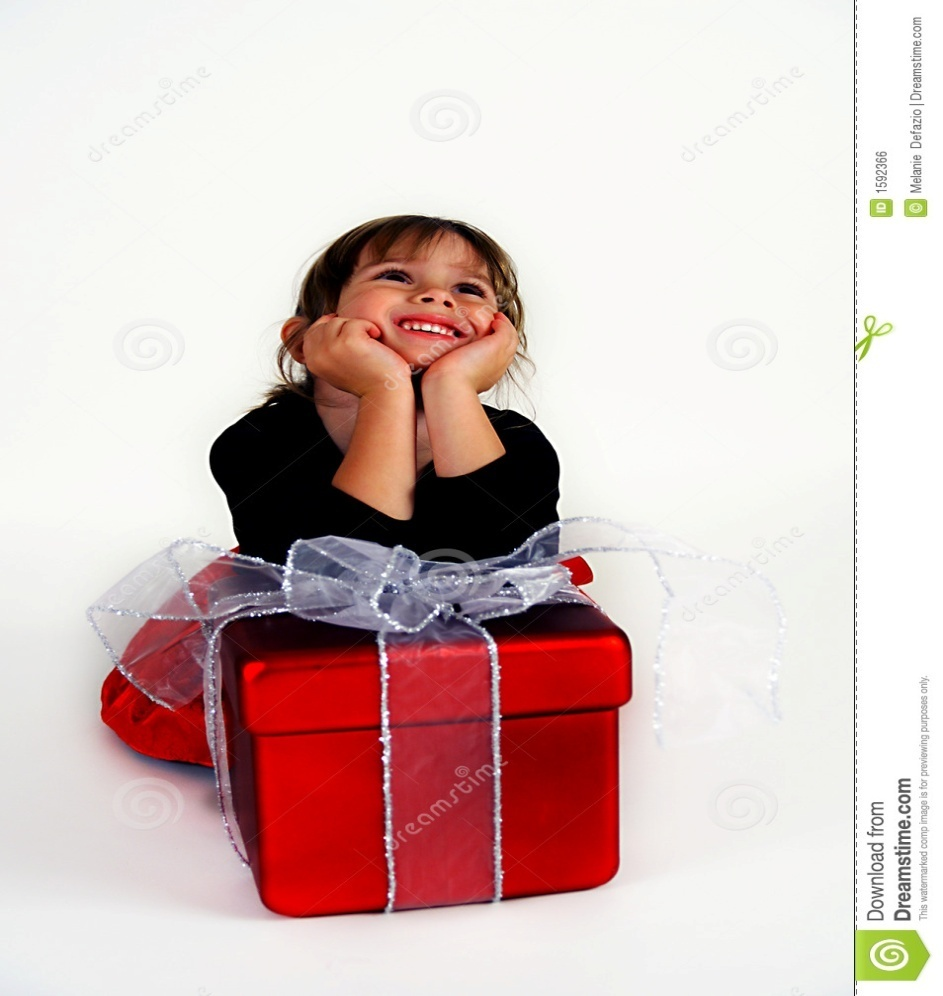 dreamstime
dreamstime
dreamstime
dreamstime
ID 1592366
© Melanie Defazio | Dreamstime.com
Download from
Dreamstime.com
This watermarked comp image is for previewing purposes only.